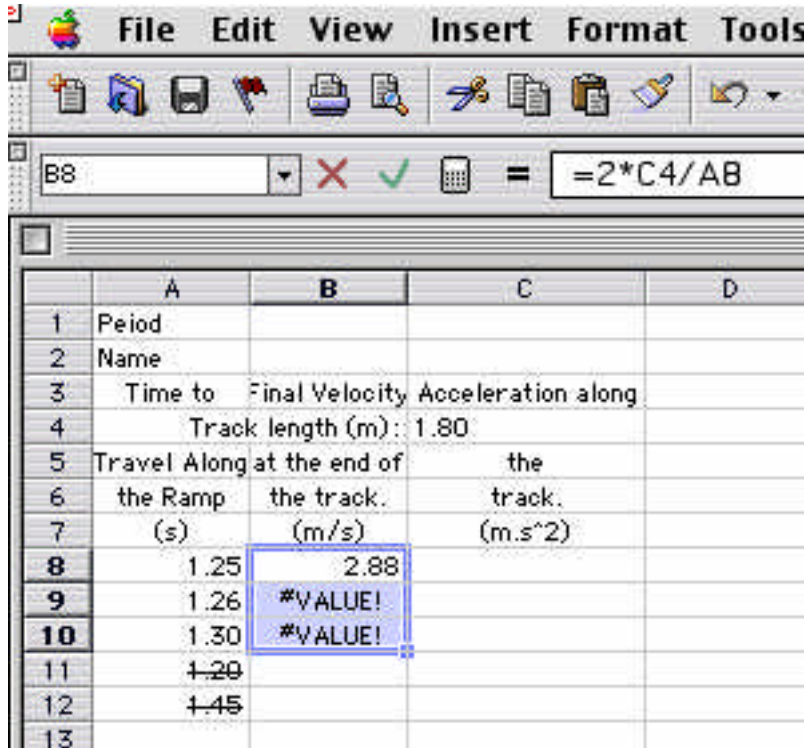 File Edit View Insert Format Tools
B8 = =2*C4/A8
A B C D
1 Peiod
2 Name
3 Time to Final Velocity Acceleration along
4 Track length (m):: 1.80
5 Travel Along at the end of the
6 the Ramp the track. track.
7 (s) (m/s) (m.s^2)
8 1.25 2.88
9 1.26 #VALUE!
10 1.30 #VALUE!
11 1.20
12 1.45
13